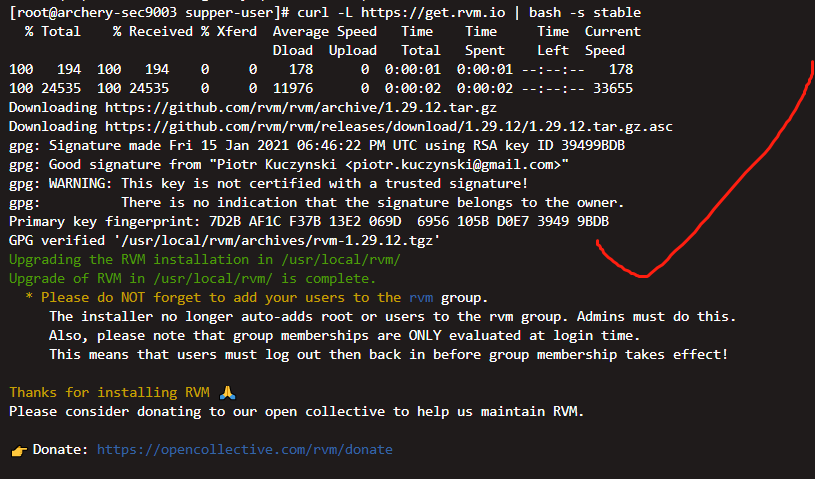 [root@archery-sec9003 supper-user]# curl -L https://get.rvm.io | bash -s stable
  % Total    % Received % Xferd  Average Speed   Time    Time     Time  Current
                                 Dload  Upload   Total   Spent    Left  Speed
100   194  100   194    0     0    178      0  0:00:01  0:00:01 --:--:--   178
100 24535  100 24535    0     0  11976      0  0:00:02  0:00:02 --:--:-- 33655
Downloading https://github.com/rvm/rvm/archive/1.29.12.tar.gz
Downloading https://github.com/rvm/rvm/releases/download/1.29.12/1.29.12.tar.gz.asc
gpg: Signature made Fri 15 Jan 2021 06:46:22 PM UTC using RSA key ID 39499BDB
gpg: Good signature from "Piotr Kuczynski <piotr.kuczynski@gmail.com>"
gpg: WARNING: This key is not certified with a trusted signature!
gpg:          There is no indication that the signature belongs to the owner.
Primary key fingerprint: 7D2B AF1C F37B 13E2 069D  6956 105B D0E7 3949 9BDB
GPG verified '/usr/local/rvm/archives/rvm-1.29.12.tgz'
Upgrading the RVM installation in /usr/local/rvm/
Upgrade of RVM in /usr/local/rvm/ is complete.
  * Please do NOT forget to add your users to the rvm group.
     The installer no longer auto-adds root or users to the rvm group. Admins must do this.
     Also, please note that group memberships are ONLY evaluated at login time.
     This means that users must log out then back in before group membership takes effect!
Thanks for installing RVM 🙏
Please consider donating to our open collective to help us maintain RVM.
👉 Donate: https://opencollective.com/rvm/donate